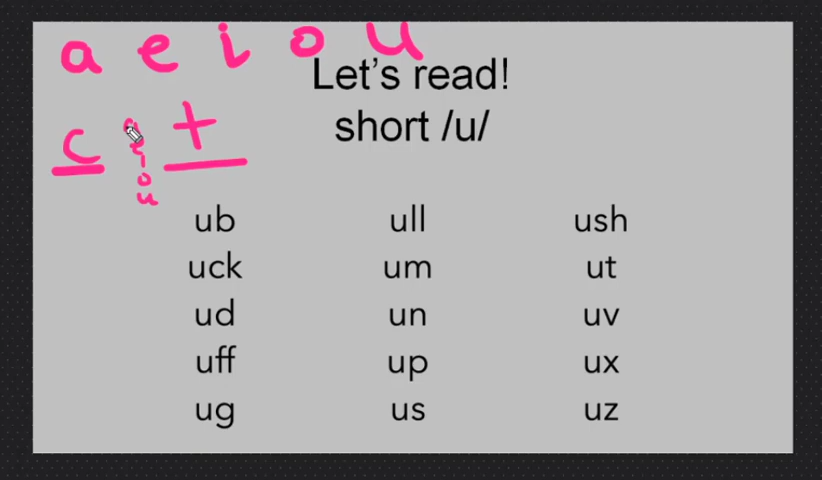 a e i o u
Let's read!
short /u/
c t
a
e
i
o
u
ub ull ush
uck um ut
ud un uv
uff up ux
ug us uz